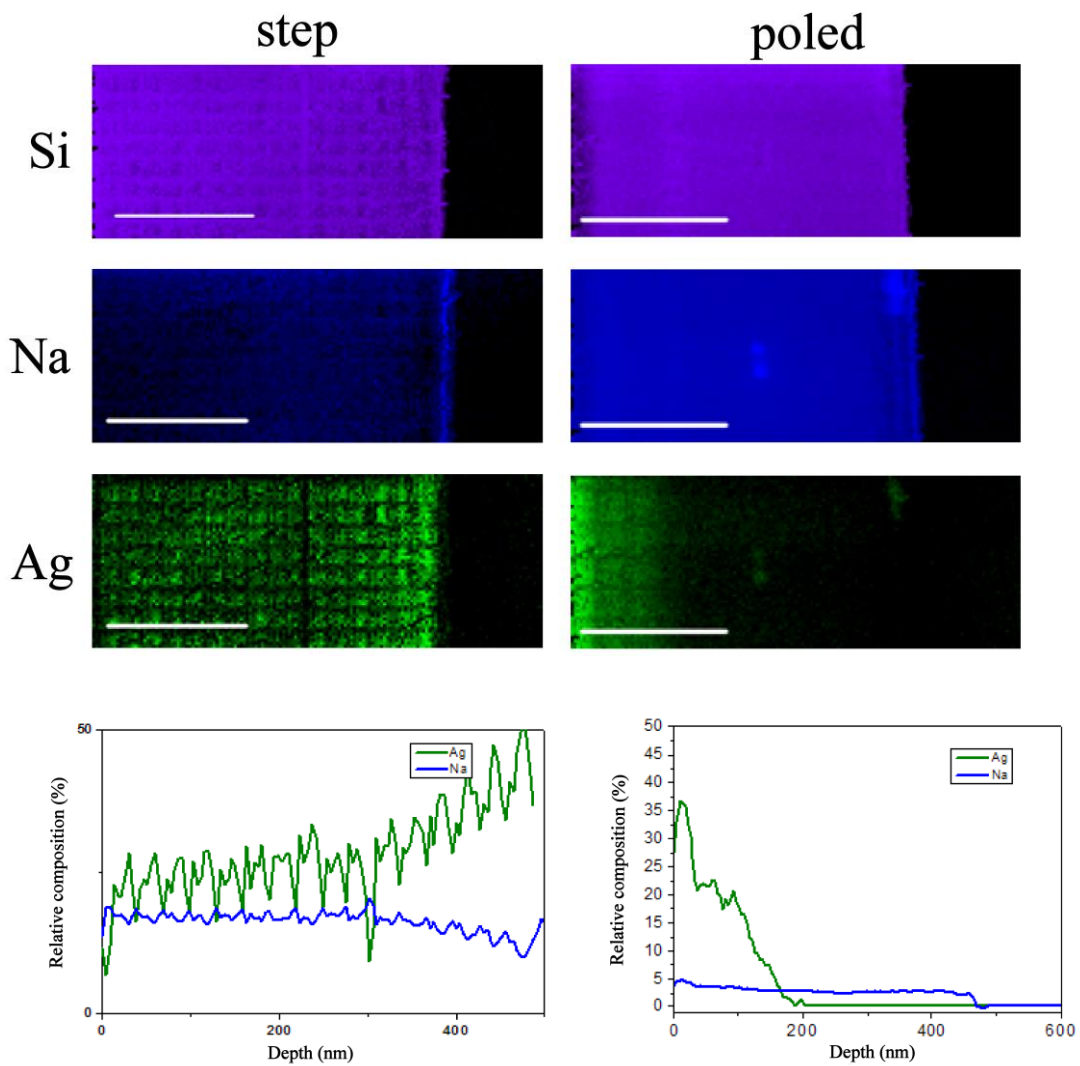 step
poled
Si
Na
Ag
50
0
0
200
400
Relative composition (%)
Depth (nm)
Ag
Na
50
45
40
35
30
25
20
15
10
5
0
0
200
400
600
Relative composition (%)
Depth (nm)
Ag
Na